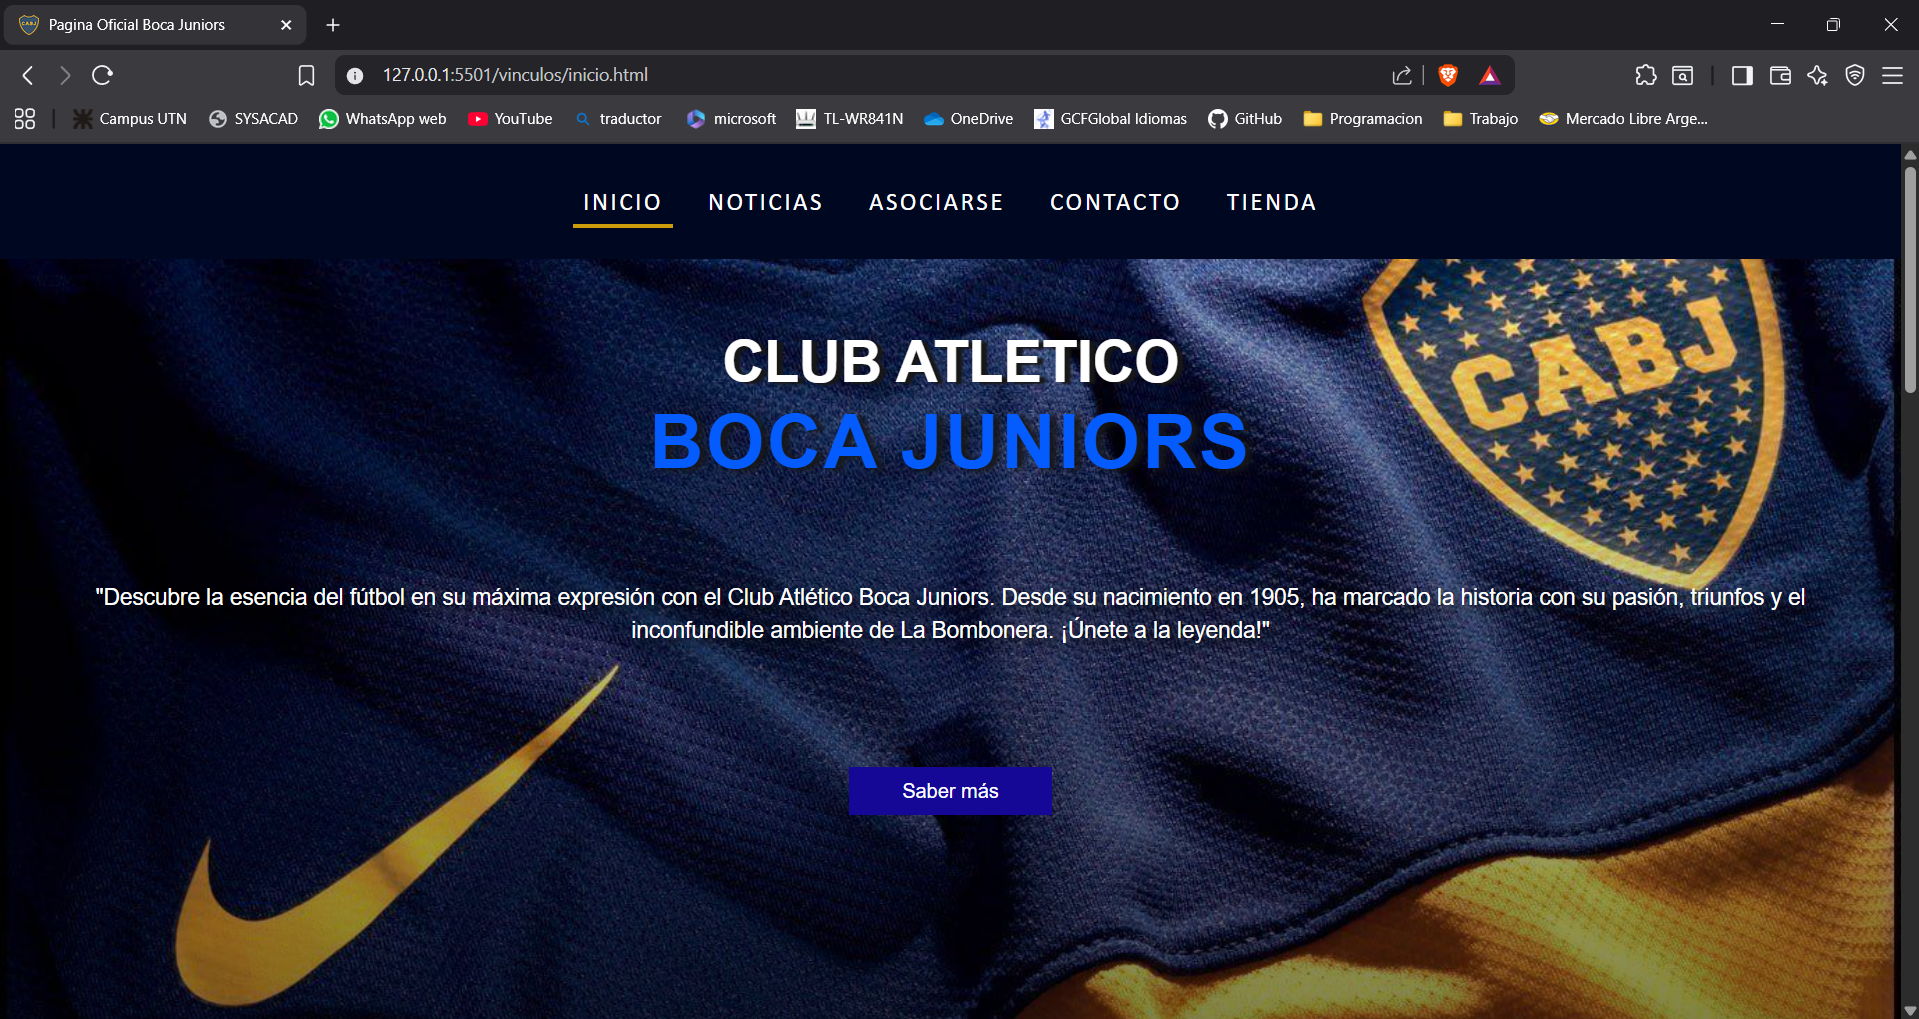 Pagina Oficial Boca Juniors
127.0.0.1:5501/vinculos/inicio.html
Campus UTN SYSACAD WhatsApp web YouTube traductor microsoft TL-WR841N OneDrive GCFGlobal Idiomas GitHub Programacion Trabajo Mercado Libre Arge...
INICIO NOTICIAS ASOCIARSE CONTACTO TIENDA
CABJ
CLUB ATLETICO
BOCA JUNIORS
"Descubre la esencia del fútbol en su máxima expresión con el Club Atlético Boca Juniors. Desde su nacimiento en 1905, ha marcado la historia con su pasión, triunfos y el
inconfundible ambiente de La Bombonera. ¡Únete a la leyenda!"
Saber más